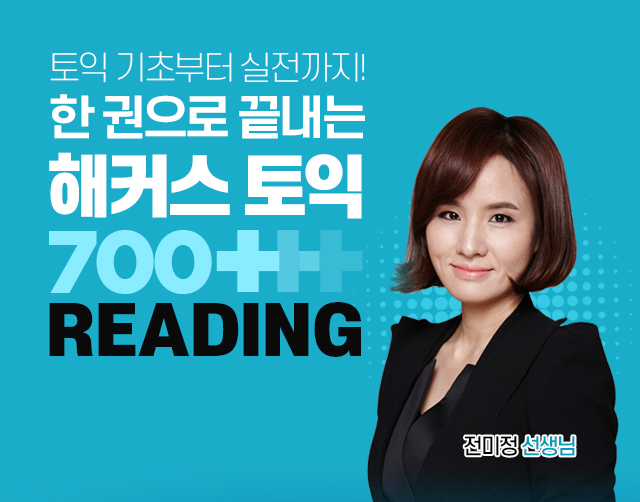 토익 기초부터 실전까지!
한 권으로 끝내는
해커스 토익
700+++
READING
전미정 선생님